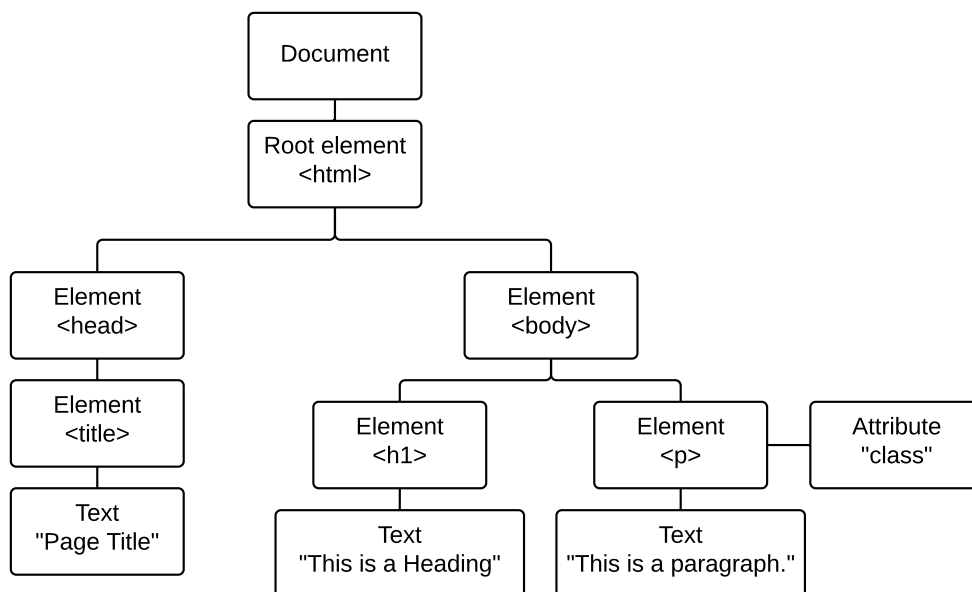 Document
Root element
<html>
Element
<head>
Element
<body>
Element
<title>
Element
<h1>
Element
<p>
Attribute
"class"
Text
"Page Title"
Text
"This is a Heading"
Text
"This is a paragraph."